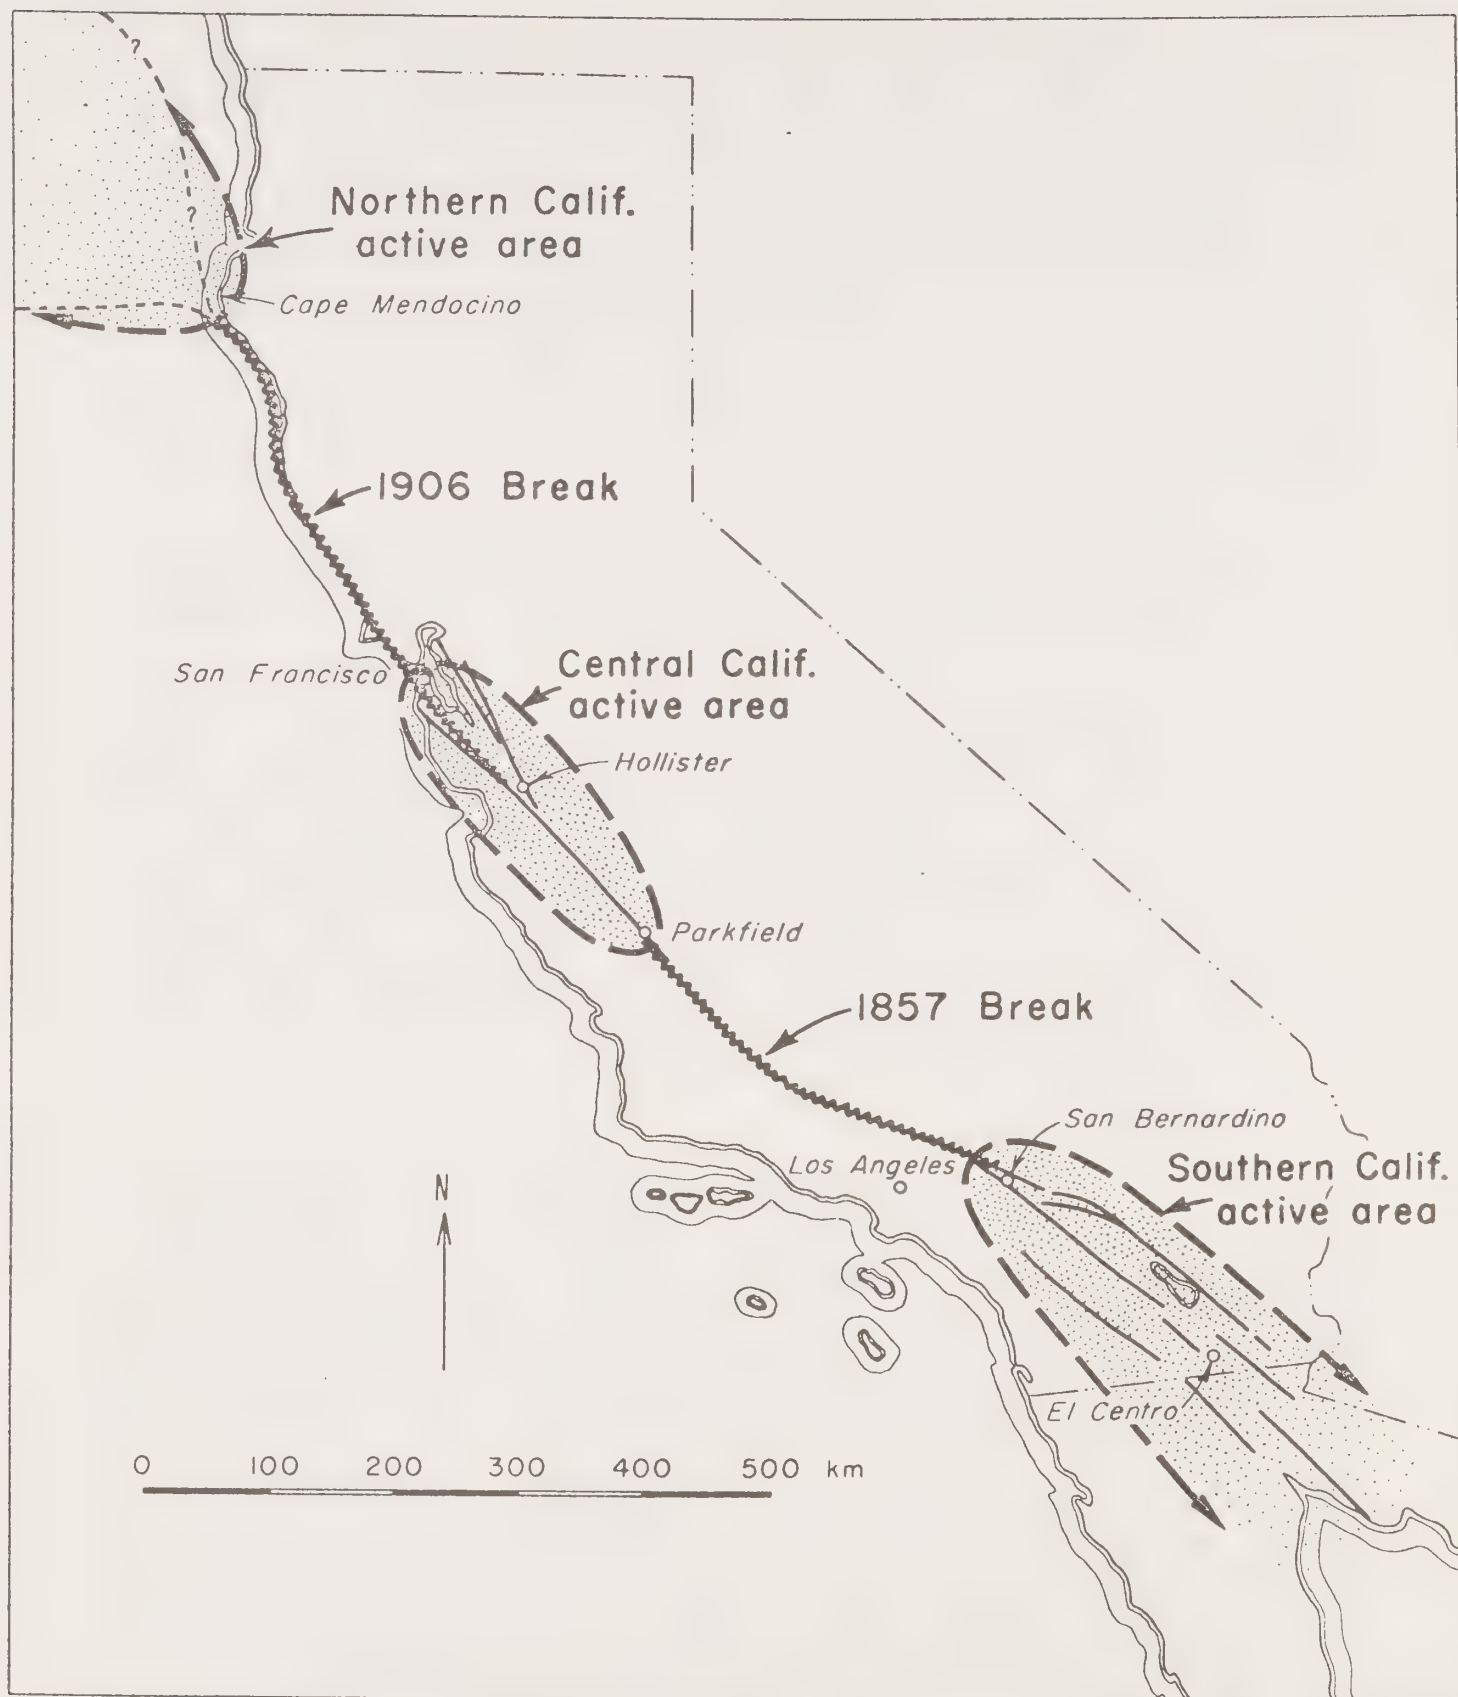 ?
?
Northern Calif.
active area
Cape Mendocino
1906 Break
San Francisco
Central Calif.
active area
Hollister
Parkfield
1857 Break
San Bernardino
Los Angeles
Southern Calif.
active area
N
El Centro
0 100 200 300 400 500 km